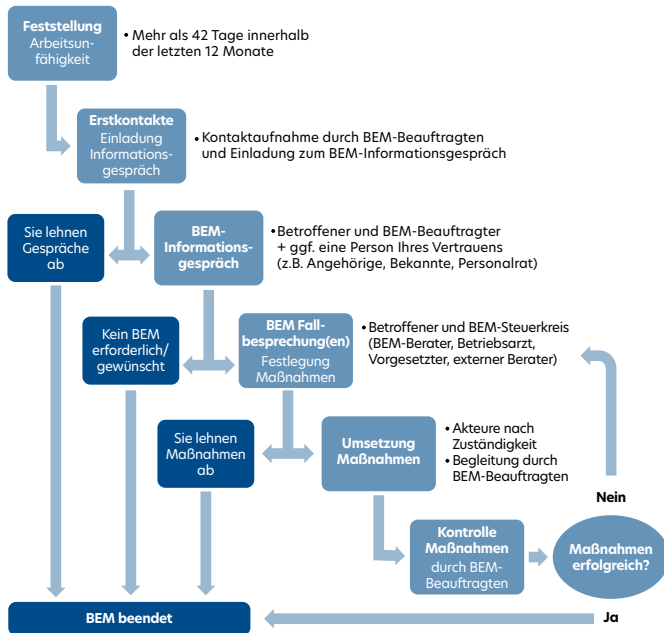 Feststellung
Arbeitsun-
fähigkeit
• Mehr als 42 Tage innerhalb
der letzten 12 Monate
Erstkontakte
Einladung
Informations-
gespräch
• Kontaktaufnahme durch BEM-Beauftragten
und Einladung zum BEM-Informationsgespräch
Sie lehnen
Gespräche
ab
BEM-
Informations-
gespräch
• Betroffener und BEM-Beauftragter
+ ggf. eine Person Ihres Vertrauens
(z.B. Angehörige, Bekannte, Personalrat)
Kein BEM
erforderlich/
gewünscht
BEM Fall-
besprechung(en)
Festlegung
Maßnahmen
• Betroffener und BEM-Steuerkreis
(BEM-Berater, Betriebsarzt,
Vorgesetzter, externer Berater)
Sie lehnen
Maßnahmen
ab
Umsetzung
Maßnahmen
• Akteure nach
Zuständigkeit
• Begleitung durch
BEM-Beauftragten
Nein
Kontrolle
Maßnahmen
durch BEM-
Beauftragten
Maßnahmen
erfolgreich?
BEM beendet
Ja